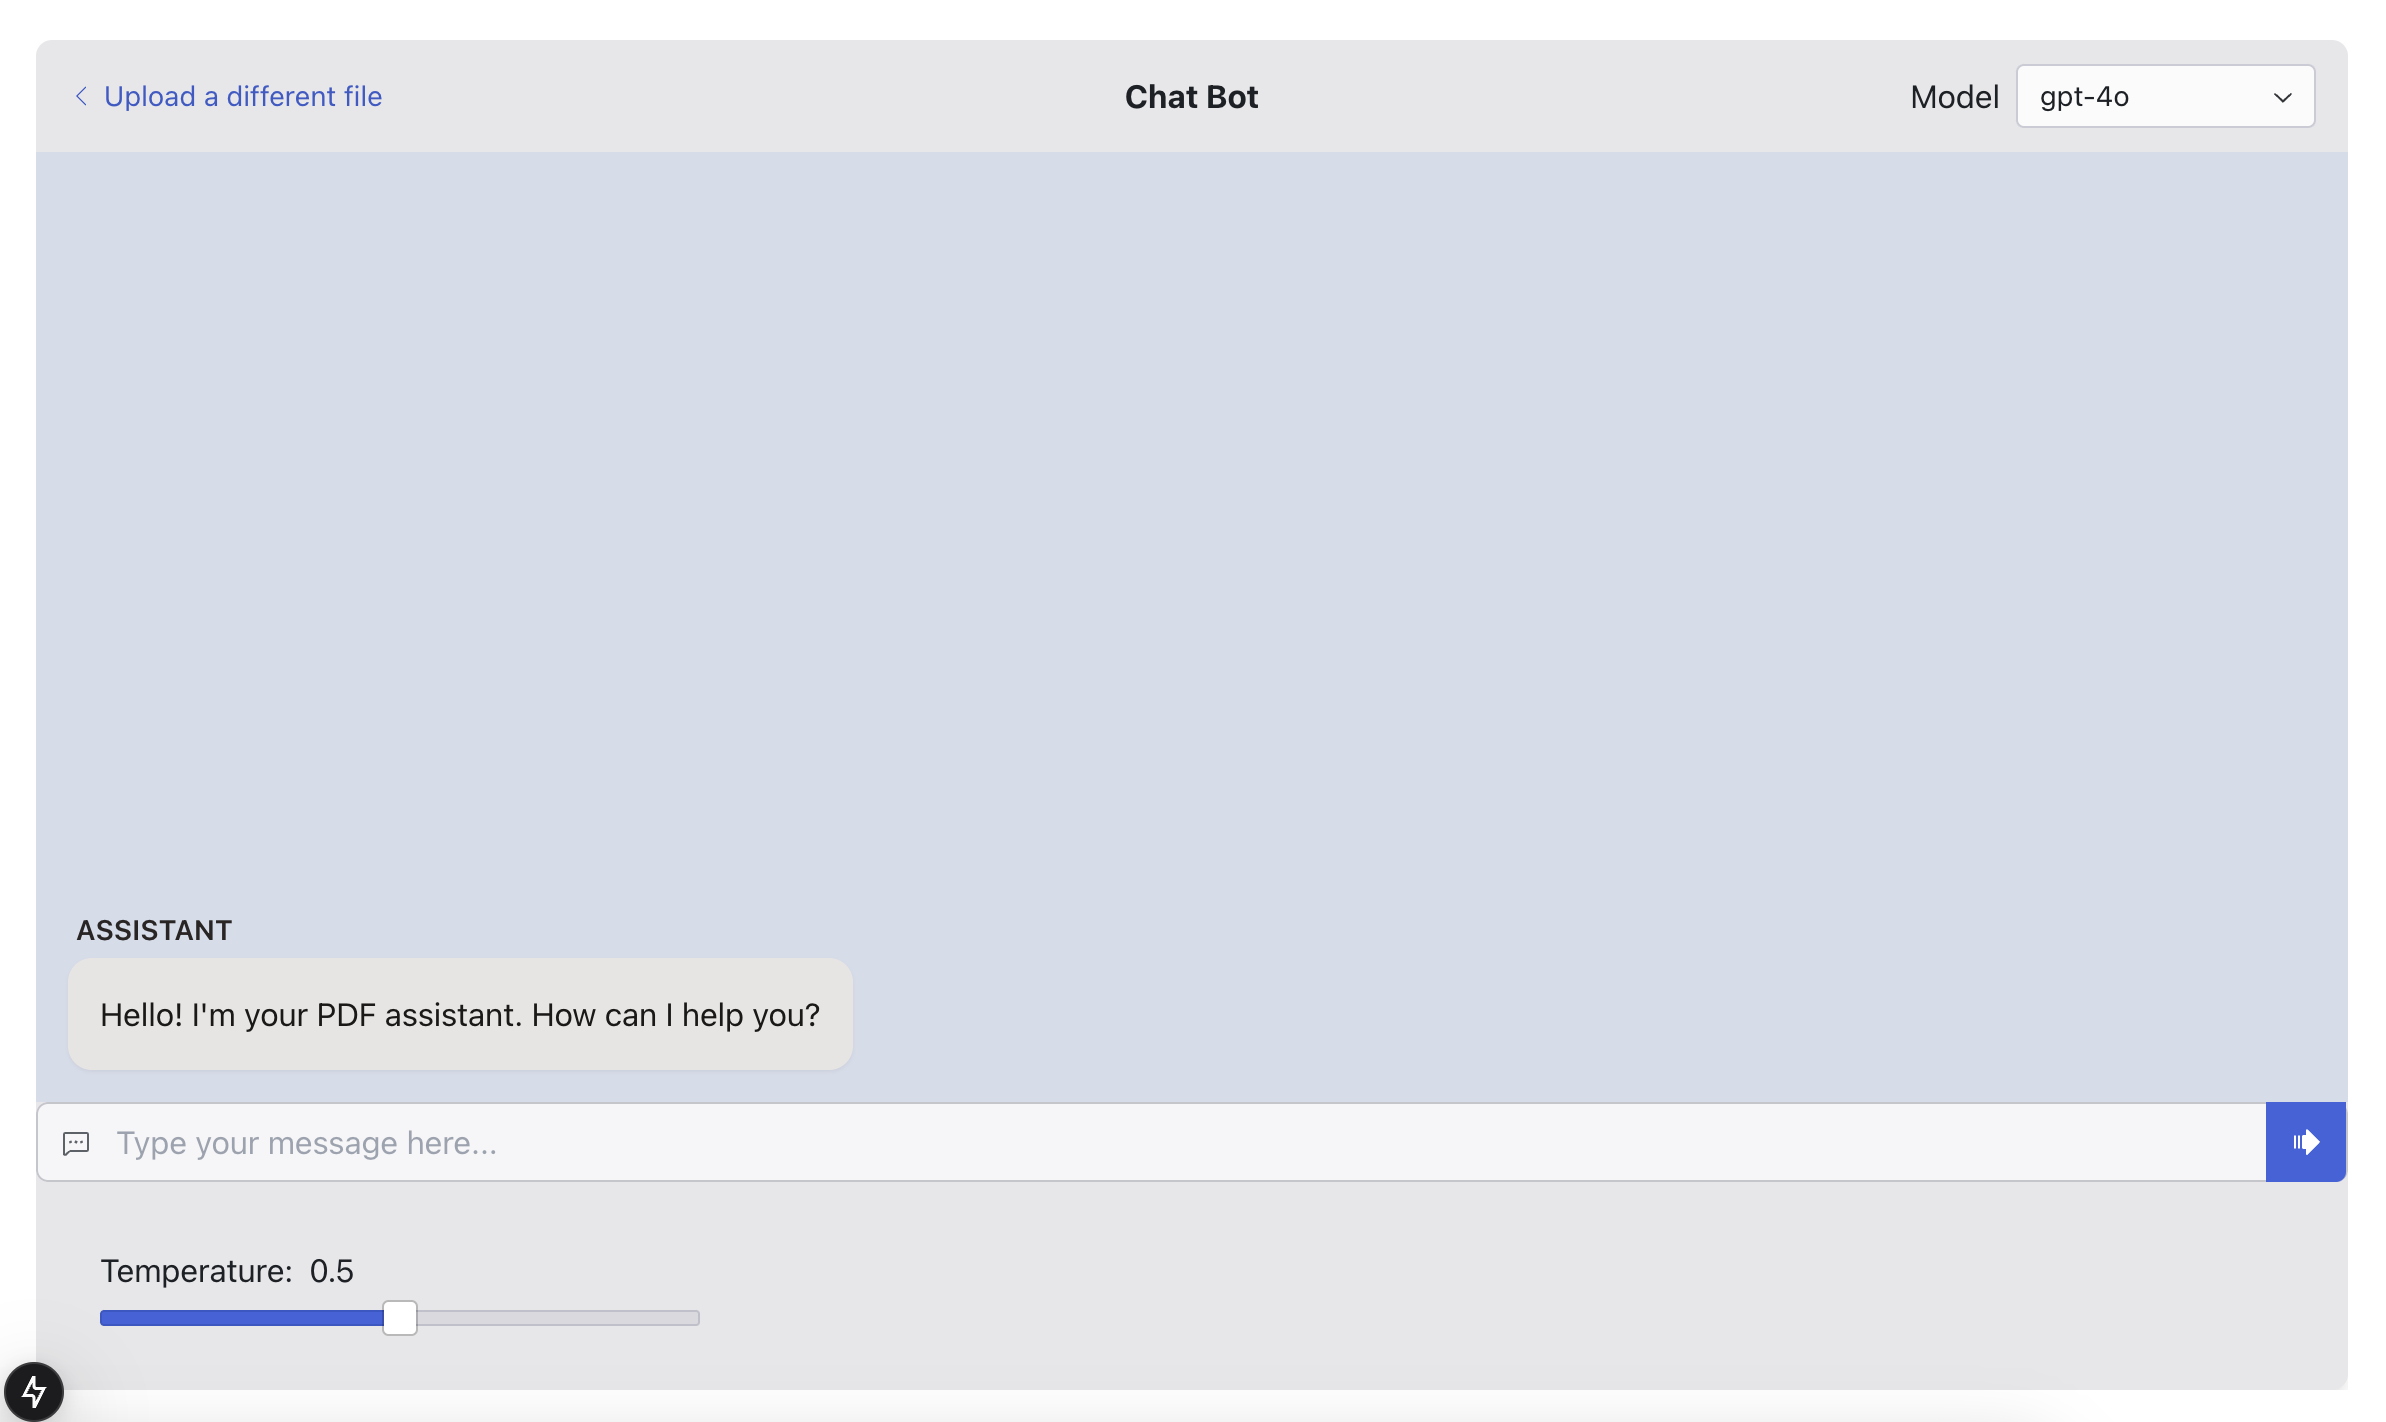 Upload a different file
Chat Bot
Model
gpt-4o
ASSISTANT
Hello! I'm your PDF assistant. How can I help you?
Type your message here...
Temperature: 0.5